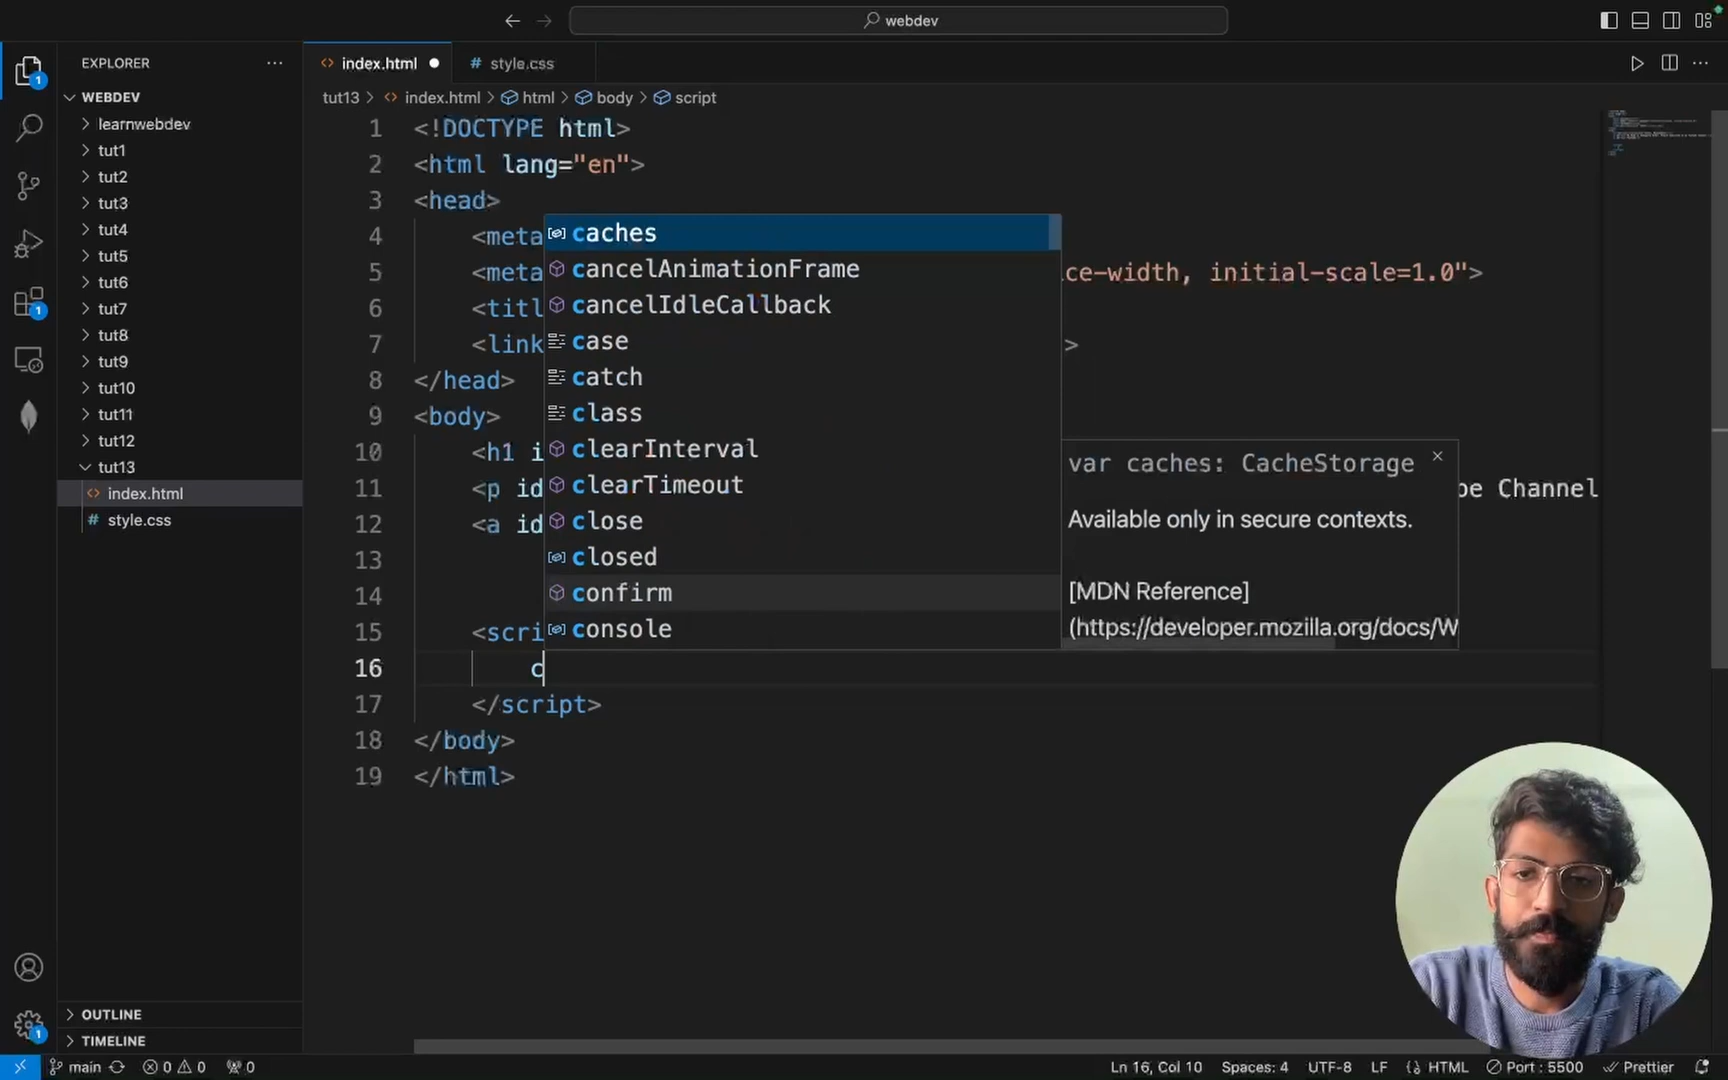 webdev
EXPLORER
WEBDEV
learnwebdev
tut1
tut2
tut3
tut4
tut5
tut6
tut7
tut8
tut9
tut10
tut11
tut12
tut13
index.html
style.css
OUTLINE
TIMELINE
index.html
style.css
tut13 > index.html > html > body > script
1 <!DOCTYPE html>
2 <html lang="en">
3 <head>
4 <meta
5 <meta ce-width, initial-scale=1.0">
6 <titl
7 <link >
8 </head>
9 <body>
10 <h1 i
11 <p id be Channel
12 <a id
13
14
15 <scri
16 c
17 </script>
18 </body>
19 </html>
caches
cancelAnimationFrame
cancelIdleCallback
case
catch
class
clearInterval
clearTimeout
close
closed
confirm
console
var caches: CacheStorage
Available only in secure contexts.
[MDN Reference]
(https://developer.mozilla.org/docs/W
1
1
1
main 0 0 0 Ln 16, Col 10 Spaces: 4 UTF-8 LF {} HTML Port : 5500 Prettier